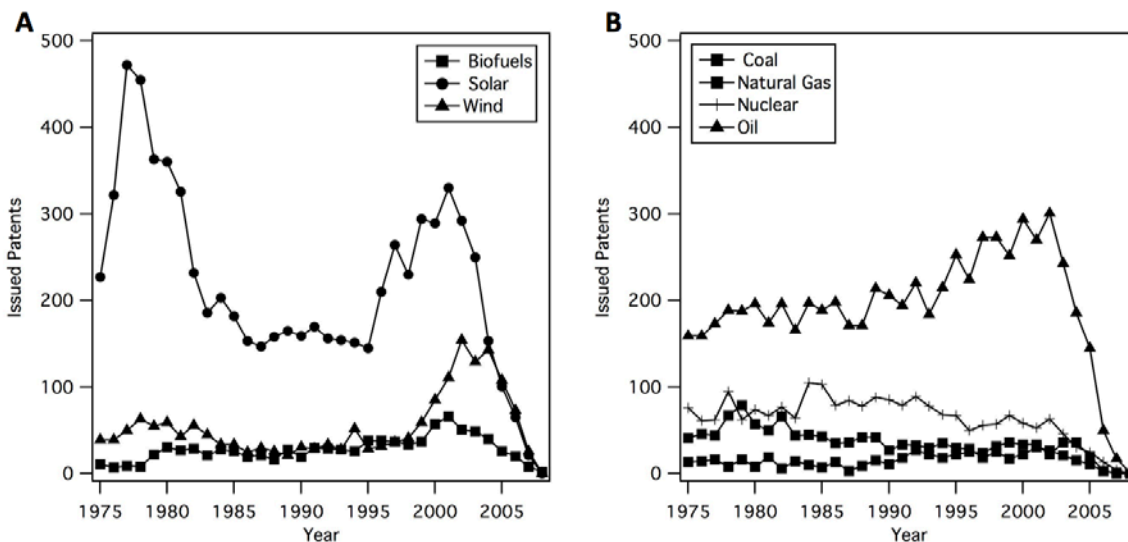 A
500
400
300
200
100
0
Issued Patents
1975 1980 1985 1990 1995 2000 2005
Year
Biofuels
Solar
Wind
B
500
400
300
200
100
0
Issued Patents
1975 1980 1985 1990 1995 2000 2005
Year
Coal
Natural Gas
Nuclear
Oil